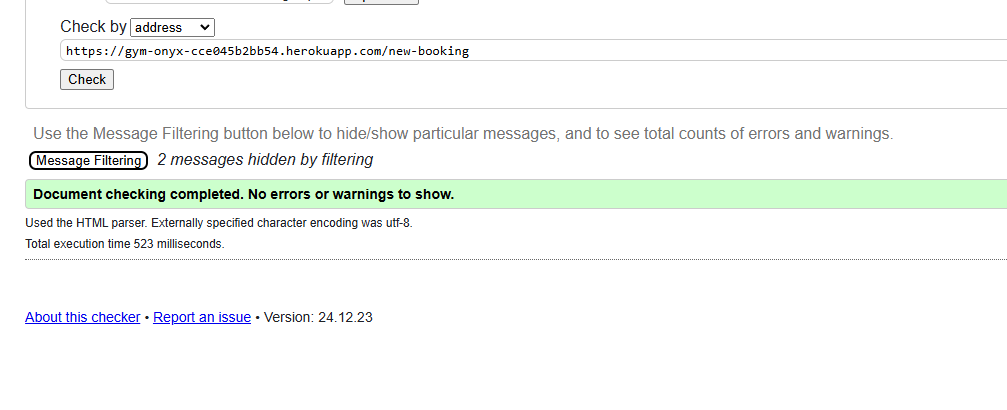 Check by address
https://gym-onyx-cce045b2bb54.herokuapp.com/new-booking
Check
Use the Message Filtering button below to hide/show particular messages, and to see total counts of errors and warnings.
Message Filtering 2 messages hidden by filtering
Document checking completed. No errors or warnings to show.
Used the HTML parser. Externally specified character encoding was utf-8.
Total execution time 523 milliseconds.
About this checker • Report an issue • Version: 24.12.23